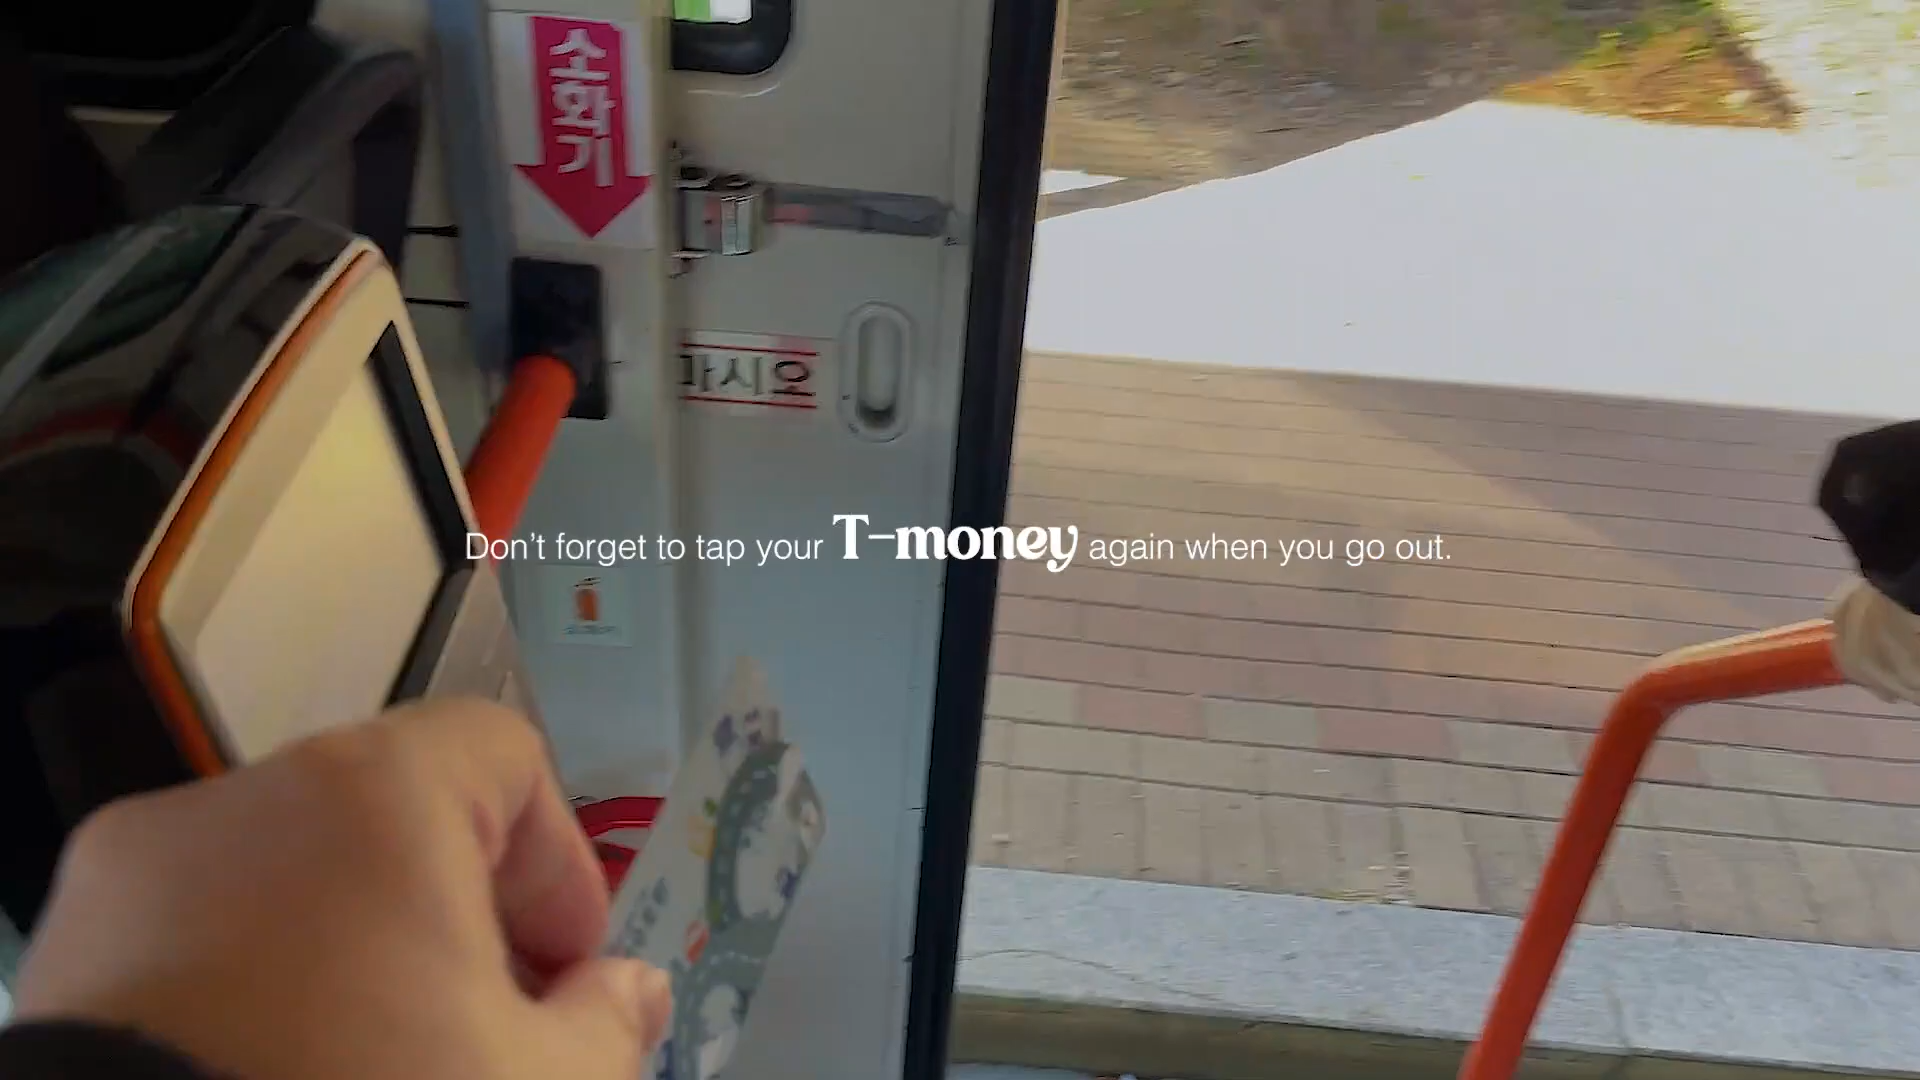 소화기
마시오
Don't forget to tap your T-money again when you go out.